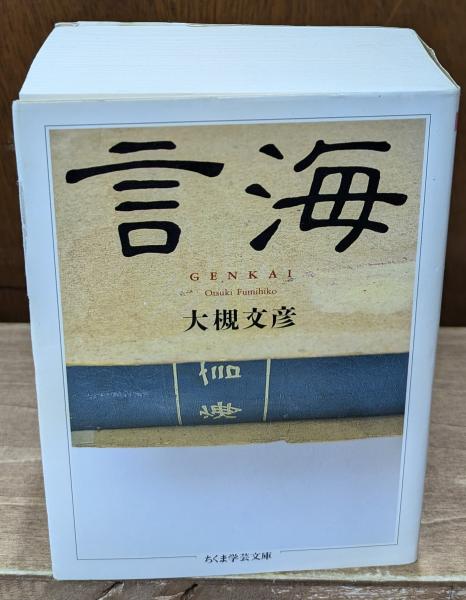 言海
GENKAI
Otsuki Fumihiko
大槻文彦
言海
ちくま学芸文庫